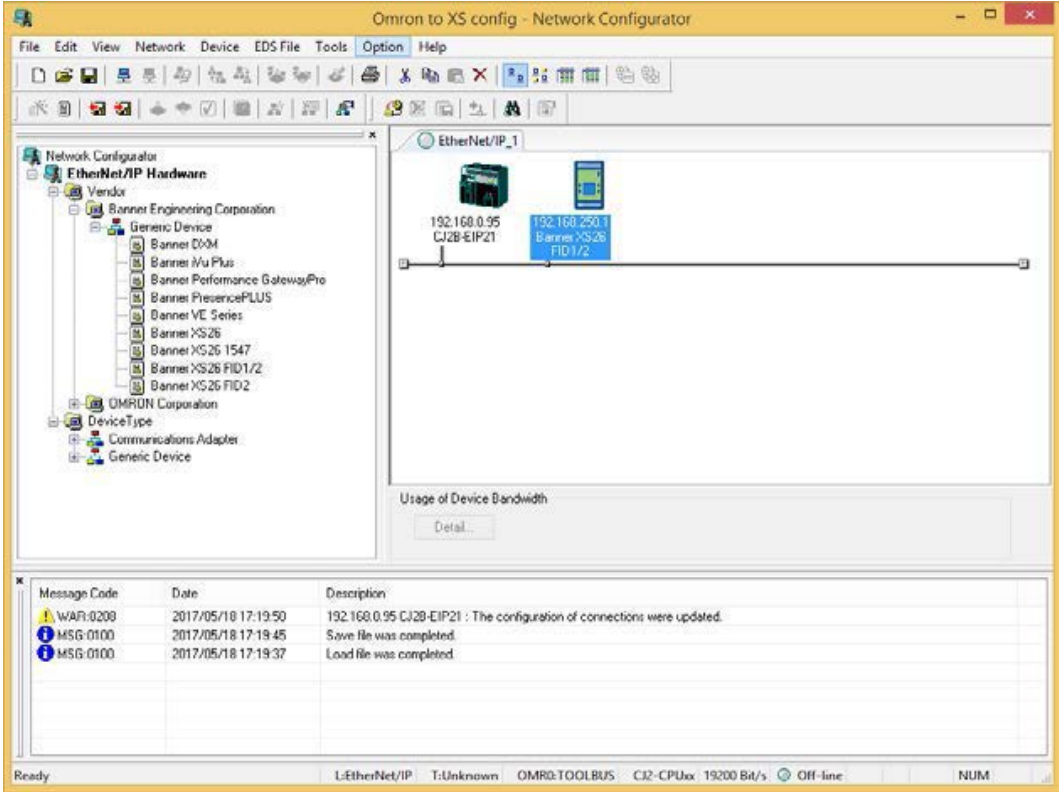 Omron to XS config - Network Configurator
File Edit View Network Device EDS File Tools Option Help
EtherNet/IP_1
Network Configurator
EtherNet/IP Hardware
Vendor
Banner Engineering Corporation
Generic Device
Banner DXM
Banner iVu Plus
Banner Performance GatewayPro
Banner PresencePLUS
Banner VE Series
Banner XS26
Banner XS26 1547
Banner XS26 FID1/2
Banner XS26 FID2
OMRON Corporation
DeviceType
Communications Adapter
Generic Device
192.168.0.95
CJ2B-EIP21
192.168.250.1
Banner XS26
FID1/2
Usage of Device Bandwidth
Detail...
Message Code Date Description
WAR:0208 2017/05/18 17:19:50 192.168.0.95 CJ2B-EIP21 : The configuration of connections were updated.
MSG:0100 2017/05/18 17:19:45 Save file was completed.
MSG:0100 2017/05/18 17:19:37 Load file was completed.
Ready L:EtherNet/IP T:Unknown OMR0:TOOLBUS CJ2-CPUxx 19200 Bit/s Off-line NUM